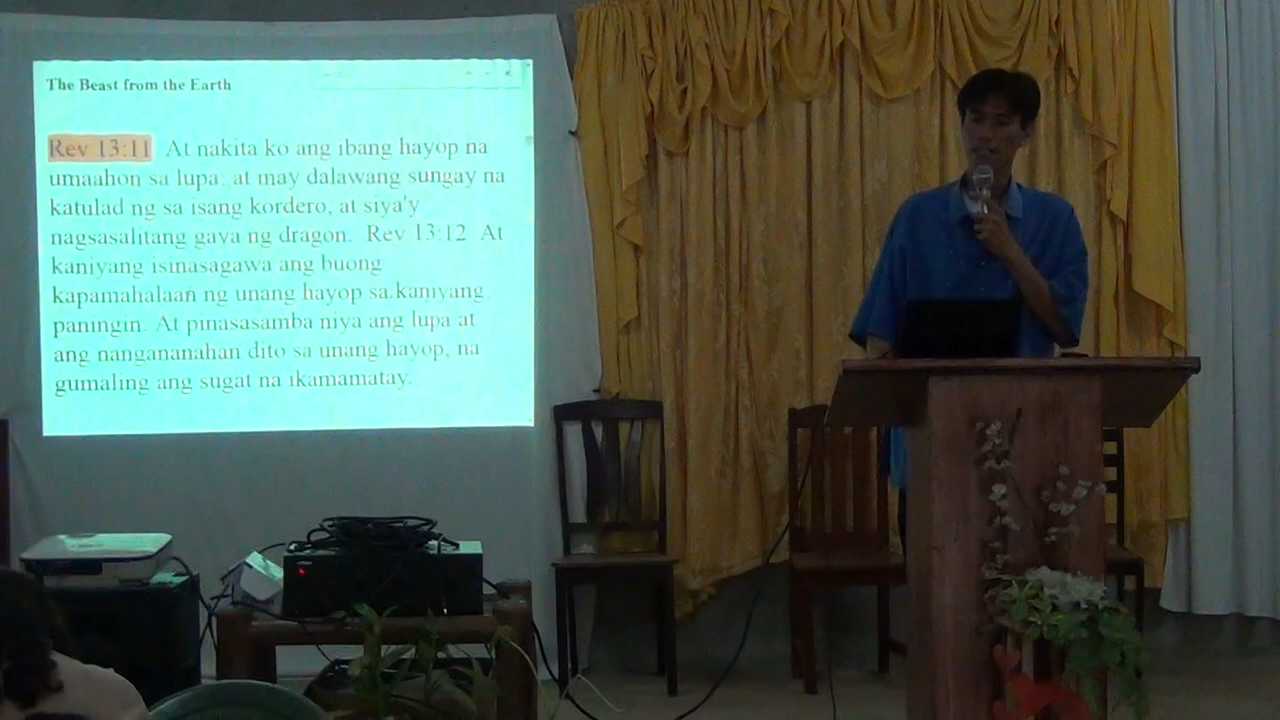 The Beast from the Earth
Rev 13:11 At nakita ko ang ibang hayop na
umaahon sa lupa, at may dalawang sungay na
katulad ng sa isang kordero, at siya'y
nagsasalitang gaya ng dragon. Rev 13:12 At
kaniyang isinasagawa ang buong
kapamahalaan ng unang hayop sa kaniyang
paningin. At pinasasamba niya ang lupa at
ang nangananahan dito sa unang hayop, na
gumaling ang sugat na ikamamatay.